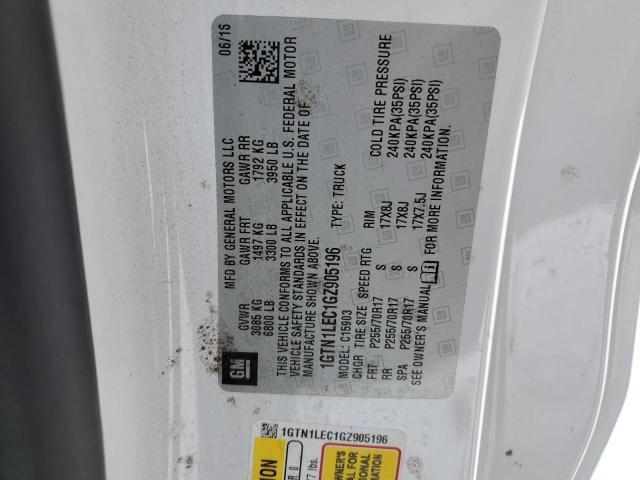 MFD BY GENERAL MOTORS LLC 06/16
GVWR GAWR FRT GAWR RR
3085 KG 1497 KG 1792 KG
6800 LB 3300 LB 3950 LB
THIS VEHICLE CONFORMS TO ALL APPLICABLE U.S. FEDERAL MOTOR
VEHICLE SAFETY STANDARDS IN EFFECT ON THE DATE OF
MANUFACTURE SHOWN ABOVE.
1GTN1LEC1GZ905196 TYPE: TRUCK
MODEL: C15903
CHGR TIRE SIZE SPEED RTG RIM COLD TIRE PRESSURE
FRT P255/70R17 S 17X8J 240KPA(35PSI)
RR P255/70R17 S 17X8J 240KPA(35PSI)
SPA P255/70R17 S 17X7.5J 240KPA(35PSI)
SEE OWNER'S MANUAL FOR MORE INFORMATION.
GM
1GTN1LEC1GZ905196